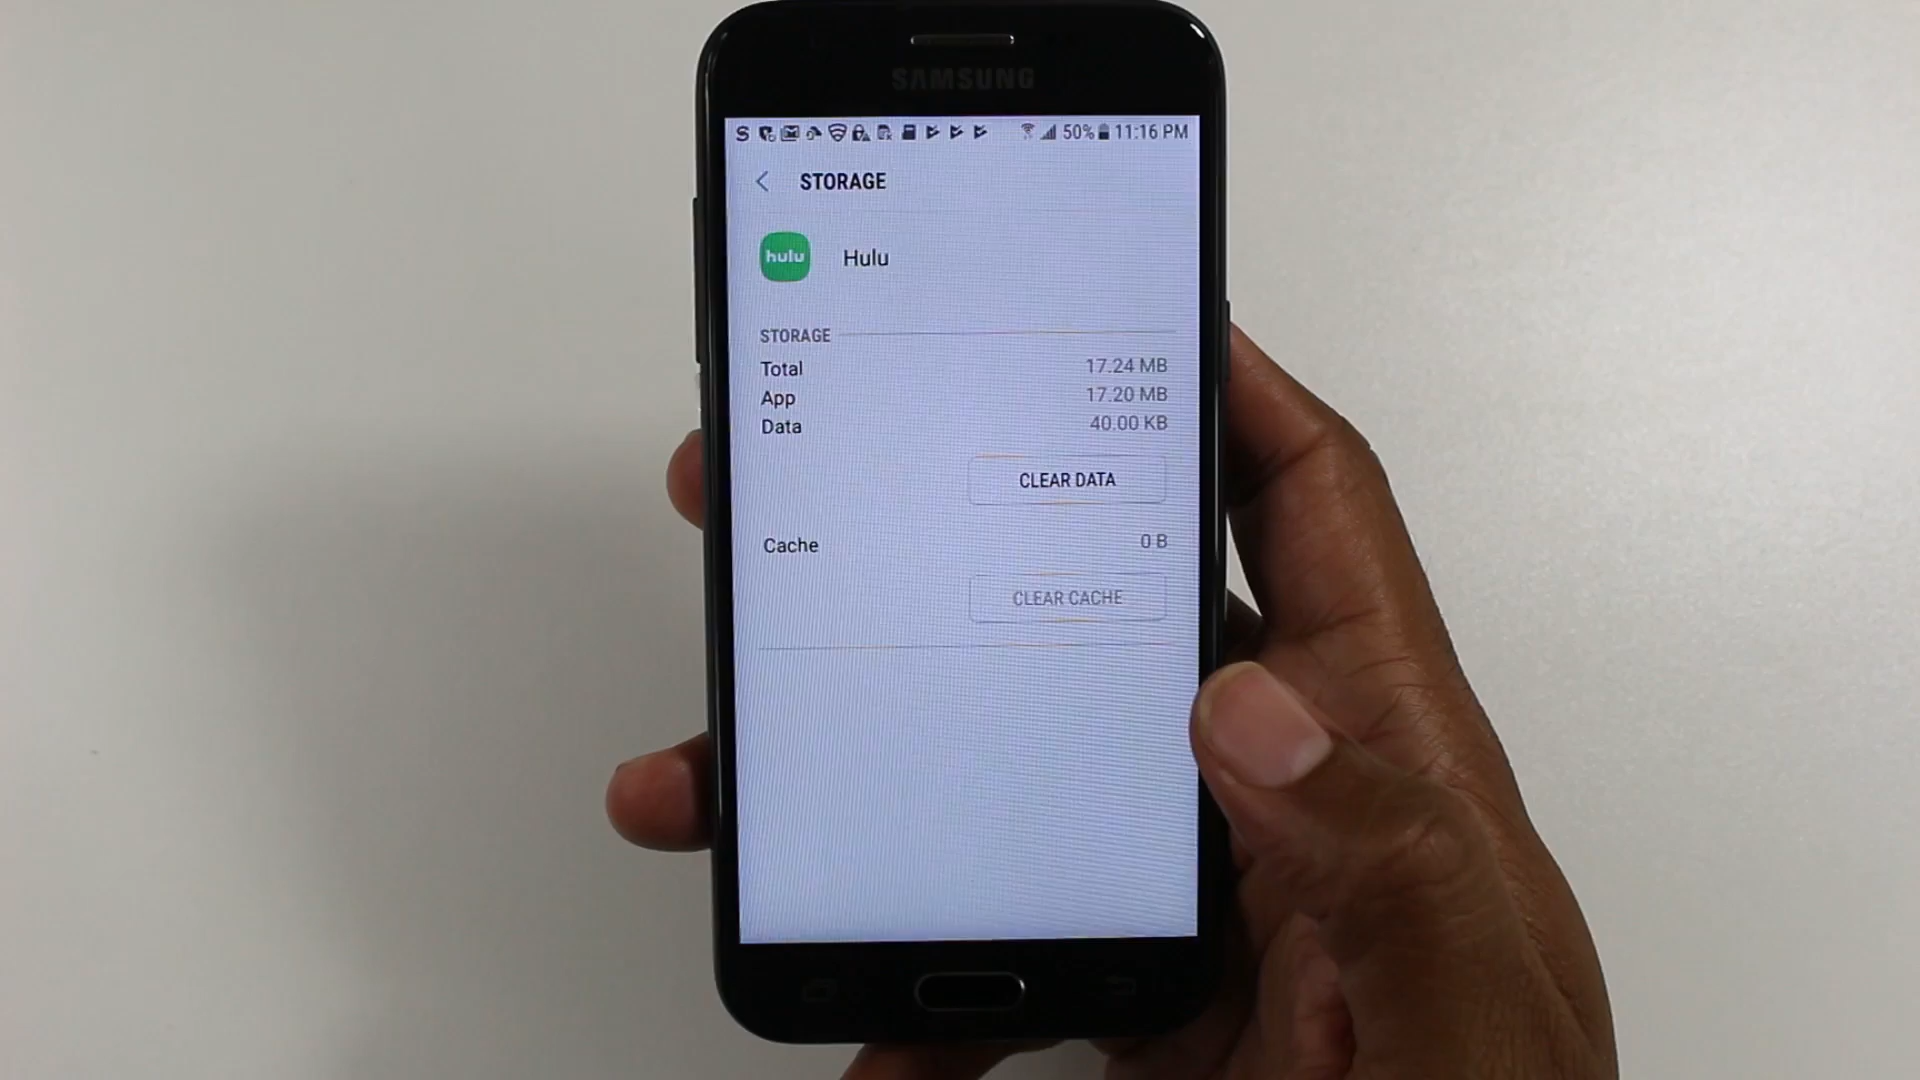 SAMSUNG
50% 11:16 PM
STORAGE
hulu Hulu
STORAGE
Total 17.24 MB
App 17.20 MB
Data 40.00 KB
CLEAR DATA
Cache 0 B
CLEAR CACHE